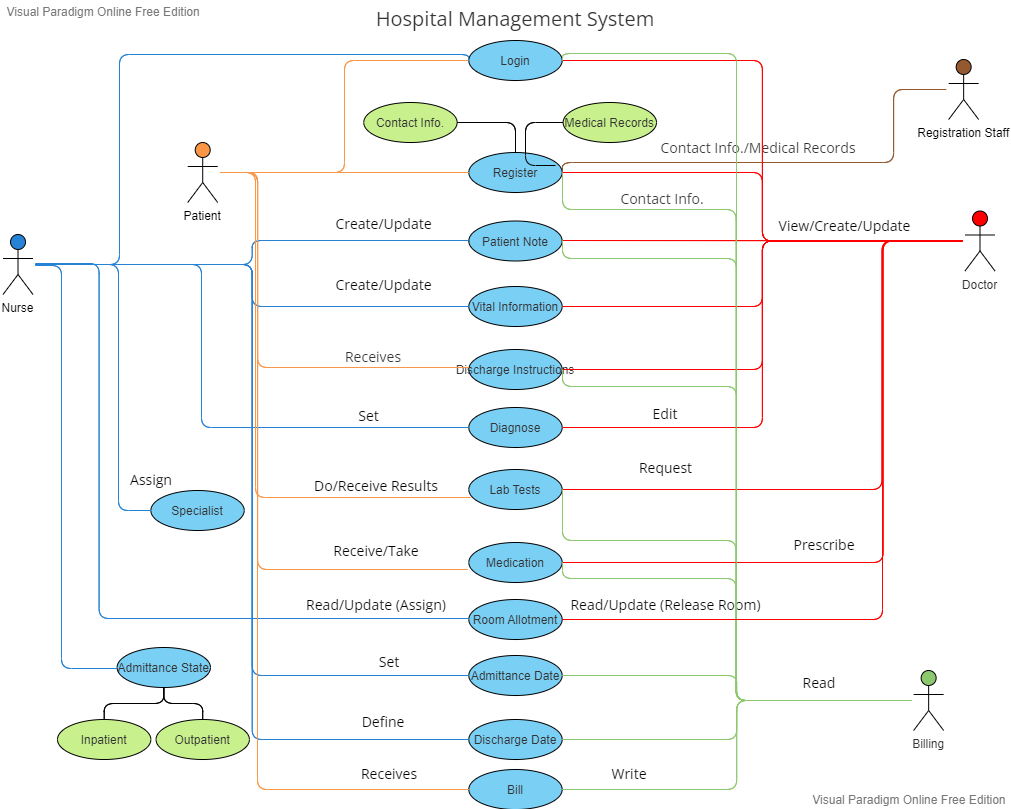 Visual Paradigm Online Free Edition
Hospital Management System
Login
Contact Info.
Medical Records
Registration Staff
Contact Info./Medical Records
Register
Patient
Contact Info.
Create/Update
Patient Note
View/Create/Update
Doctor
Nurse
Create/Update
Vital Information
Receives
Discharge Instructions
Set
Diagnose
Edit
Assign
Specialist
Do/Receive Results
Lab Tests
Request
Receive/Take
Medication
Prescribe
Read/Update (Assign)
Room Allotment
Read/Update (Release Room)
Admittance State
Set
Admittance Date
Read
Billing
Inpatient
Outpatient
Define
Discharge Date
Receives
Bill
Write
Visual Paradigm Online Free Edition